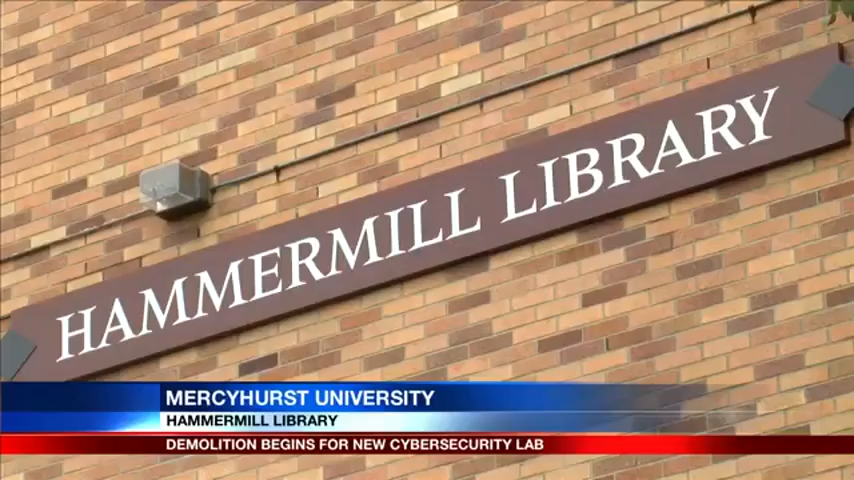 HAMMERMILL LIBRARY
MERCYHURST UNIVERSITY
HAMMERMILL LIBRARY
DEMOLITION BEGINS FOR NEW CYBERSECURITY LAB